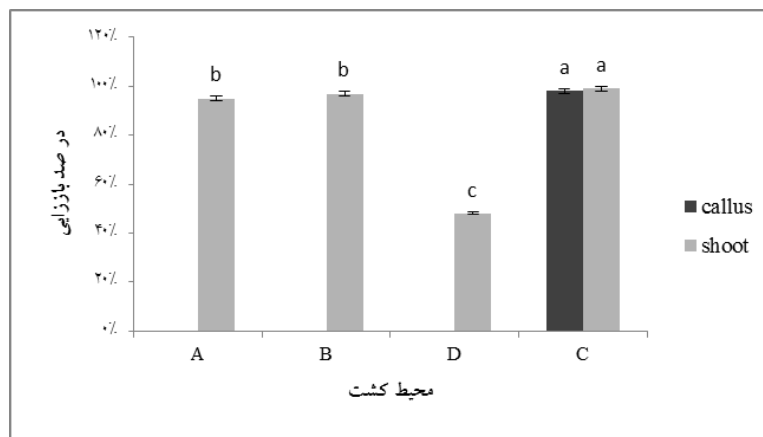 ۱۲۰٪
۱۰۰٪
۸۰٪
۶۰٪
۴۰٪
۲۰٪
۰٪
در صد باززایی
b
b
c
a a
A B D C
محیط کشت
callus
shoot